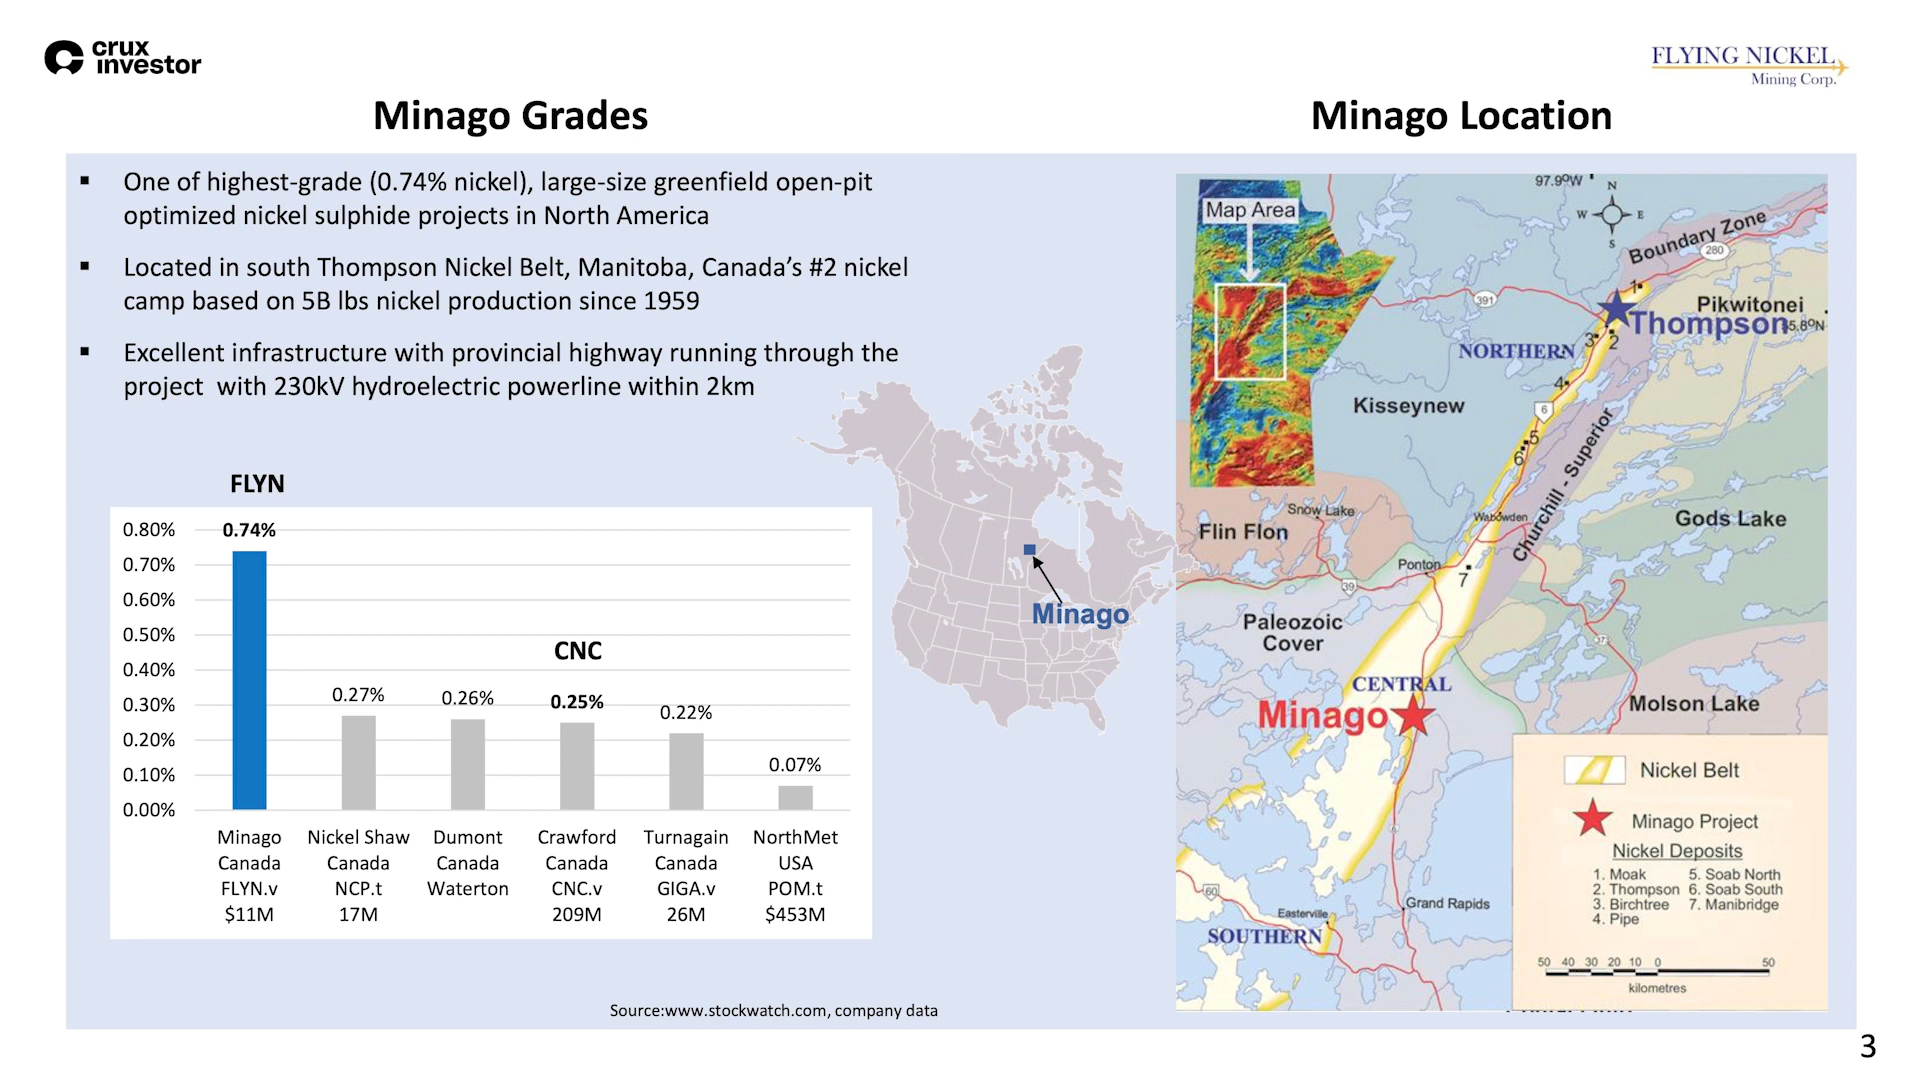 crux
investor
FLYING NICKEL
Mining Corp.
Minago Grades
Minago Location
▪ One of highest-grade (0.74% nickel), large-size greenfield open-pit
optimized nickel sulphide projects in North America
▪ Located in south Thompson Nickel Belt, Manitoba, Canada’s #2 nickel
camp based on 5B lbs nickel production since 1959
▪ Excellent infrastructure with provincial highway running through the
project  with 230kV hydroelectric powerline within 2km
FLYN
0.80%
0.70%
0.60%
0.50%
0.40%
0.30%
0.20%
0.10%
0.00%
0.74%
0.27%
0.26%
CNC
0.25%
0.22%
0.07%
Minago
Canada
FLYN.v
$11M
Nickel Shaw
Canada
NCP.t
17M
Dumont
Canada
Waterton
Crawford
Canada
CNC.v
209M
Turnagain
Canada
GIGA.v
26M
NorthMet
USA
POM.t
$453M
Source:www.stockwatch.com, company data
Minago
Map Area
97.9ºW
N
W E
S
Boundary Zone
280
391
1
Pikwitonei
Thompson
55.8ºN
NORTHERN
3 2
4
Kisseynew
6
5
6
Churchill - Superior
Snow Lake
Flin Flon
Wabowden
Gods Lake
Ponton
7
39
Paleozoic
Cover
373
CENTRAL
Minago
Molson Lake
6
60
Easterville
Grand Rapids
SOUTHERN
Nickel Belt
Minago Project
Nickel Deposits
1. Moak 5. Soab North
2. Thompson 6. Soab South
3. Birchtree 7. Manibridge
4. Pipe
50 40 30 20 10 0 50
kilometres
3